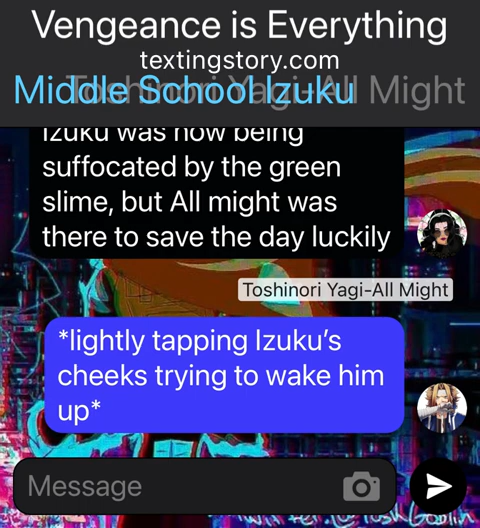 Vengeance is Everything
textingstory.com
Middle School Izuku
Toshinori Yagi-All Might
Izuku was now being
suffocated by the green
slime, but All might was
there to save the day luckily
Toshinori Yagi-All Might
*lightly tapping Izuku’s
cheeks trying to wake him
up*
Message